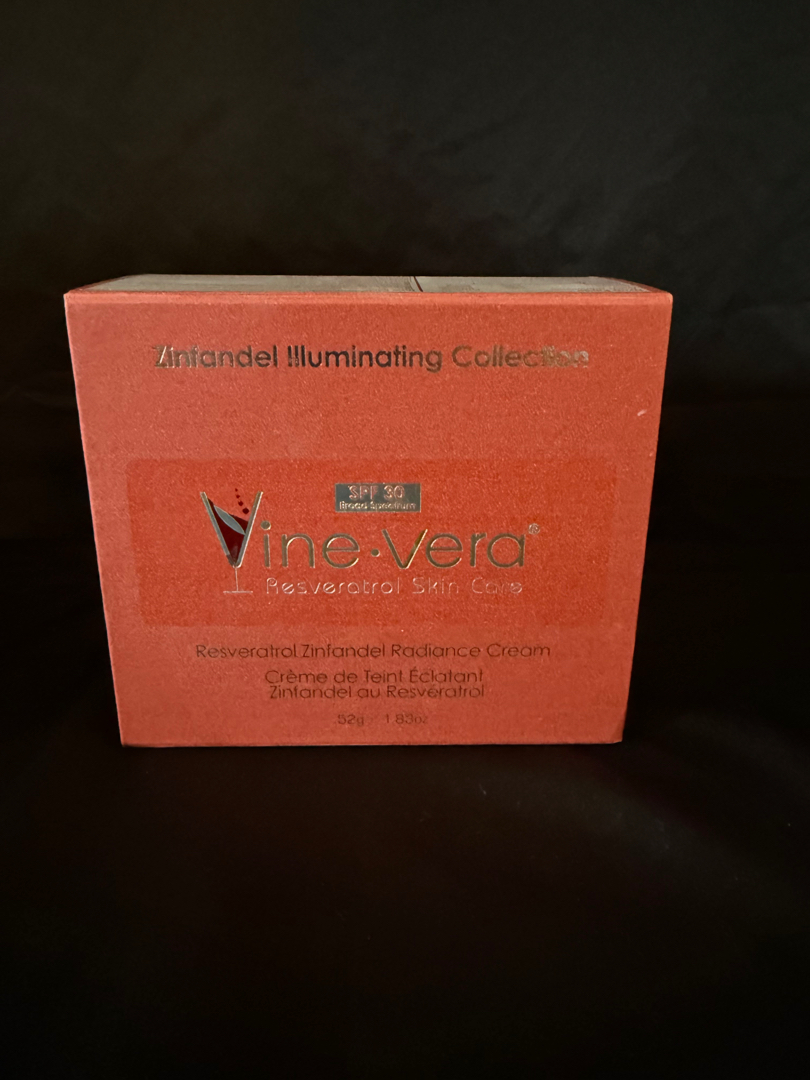 Zinfandel Illuminating Collection
SPF 30
Broad Spectrum
Vine·Vera®
Resveratrol Skin Care
Resveratrol Zinfandel Radiance Cream
Crème de Teint Éclatant
Zinfandel au Resvératrol
52g / 1.83oz